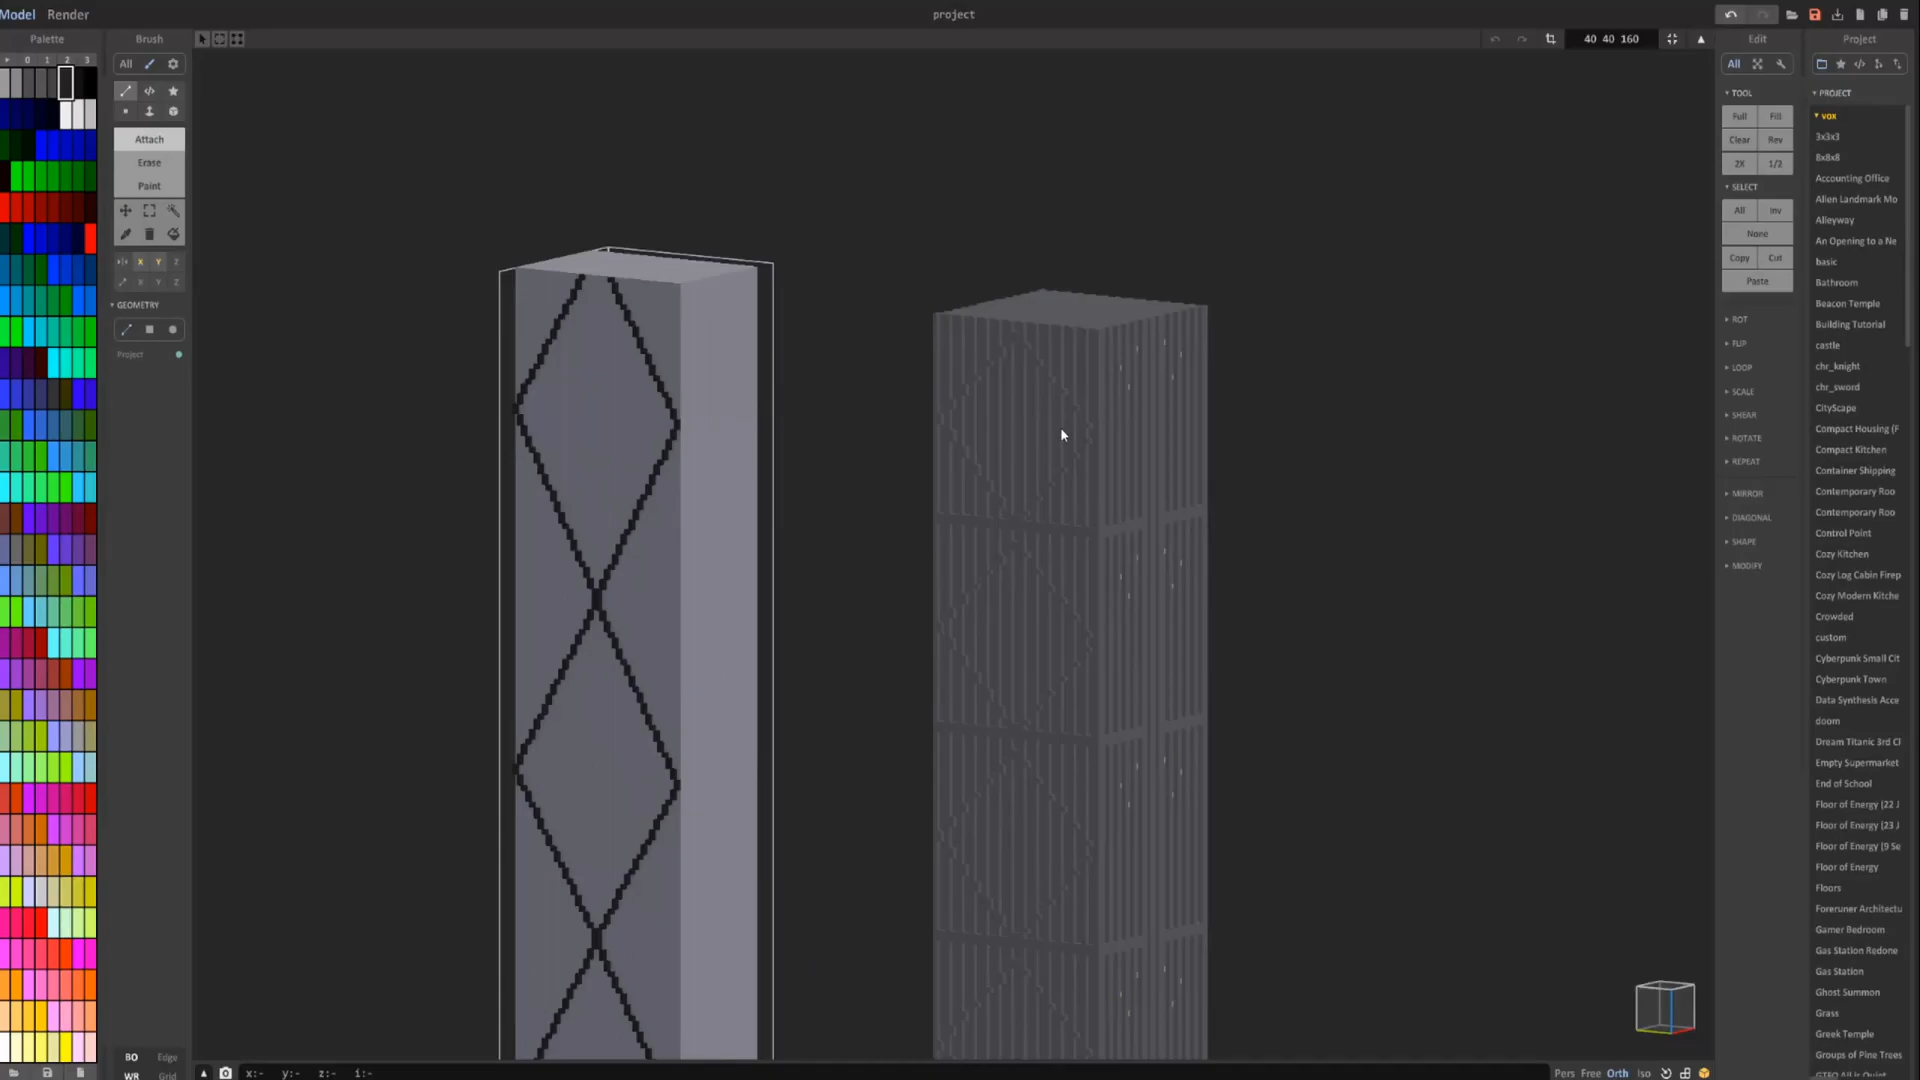 Model Render
project
40 40 160
Palette
0 1 2 3
Brush
All
Attach
Erase
Paint
X Y Z
X Y Z
GEOMETRY
Project
BO Edge
WR Grid
x:- y:- z:- i:-
Pers Free Orth Iso
Edit
All
TOOL
Full Fill
Clear Rev
2X 1/2
SELECT
All Inv
None
Copy Cut
Paste
ROT
FLIP
LOOP
SCALE
SHEAR
ROTATE
REPEAT
MIRROR
DIAGONAL
SHAPE
MODIFY
Project
PROJECT
vox
3x3x3
8x8x8
Accounting Office
Alien Landmark Mo
Alleyway
An Opening to a Ne
basic
Bathroom
Beacon Temple
Building Tutorial
castle
chr_knight
chr_sword
CityScape
Compact Housing (F
Compact Kitchen
Container Shipping
Contemporary Roo
Contemporary Roo
Control Point
Cozy Kitchen
Cozy Log Cabin Firep
Cozy Modern Kitche
Crowded
custom
Cyberpunk Small Cit
Cyberpunk Town
Data Synthesis Acce
doom
Dream Titanic 3rd Cl
Empty Supermarket
End of School
Floor of Energy (22 J
Floor of Energy (23 J
Floor of Energy (9 Se
Floor of Energy
Floors
Foreruner Architectu
Gamer Bedroom
Gas Station Redone
Gas Station
Ghost Summon
Grass
Greek Temple
Groups of Pine Trees